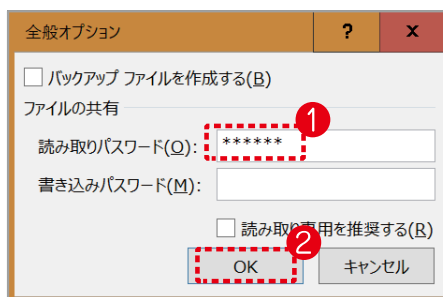 全般オプション ? x
バックアップ ファイルを作成する(B)
ファイルの共有
1
読み取りパスワード(O): ******
書き込みパスワード(M):
読み取り専用を推奨する(R)
2
OK キャンセル